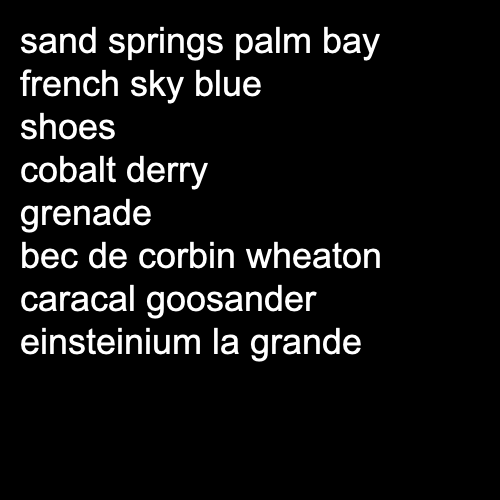 sand springs palm bay
french sky blue
shoes
cobalt derry
grenade
bec de corbin wheaton
caracal goosander
einsteinium la grande